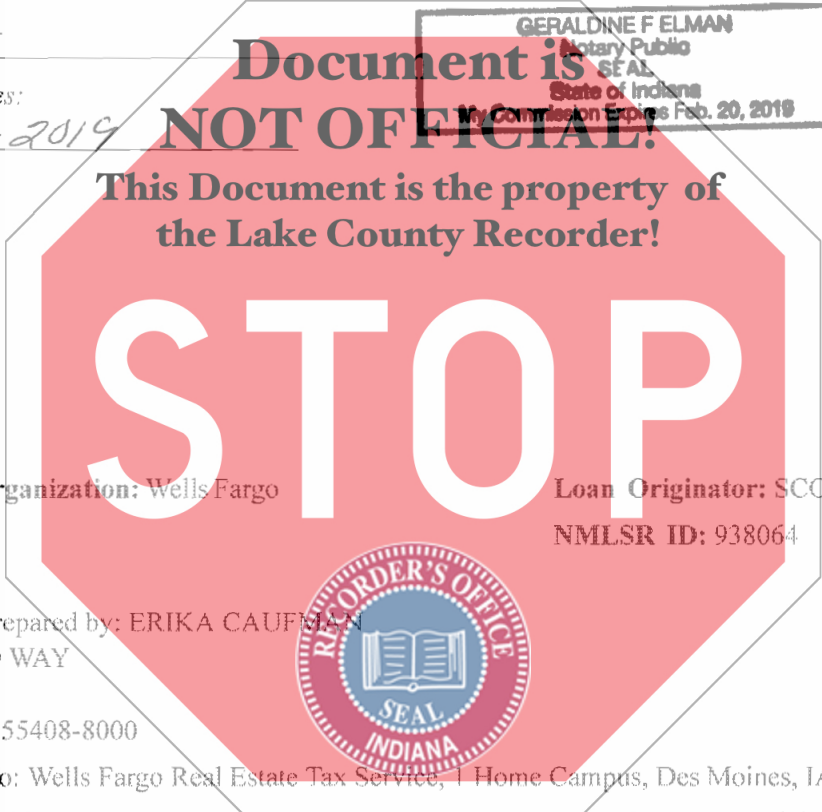 GERALDINE F ELMAN
Notary Public
SEAL
State of Indiana
My Commission Expires Feb. 20, 2019
es:
2019
Document is
NOT OFFICIAL!
This Document is the property of
the Lake County Recorder!
STOP
rganization: Wells Fargo
Loan Originator: SCO
NMLSR ID: 938064
RECORDER'S OFFICE
SEAL
INDIANA
epared by: ERIKA CAUFMAN
WAY
55408-8000
o: Wells Fargo Real Estate Tax Service, 1 Home Campus, Des Moines, IA